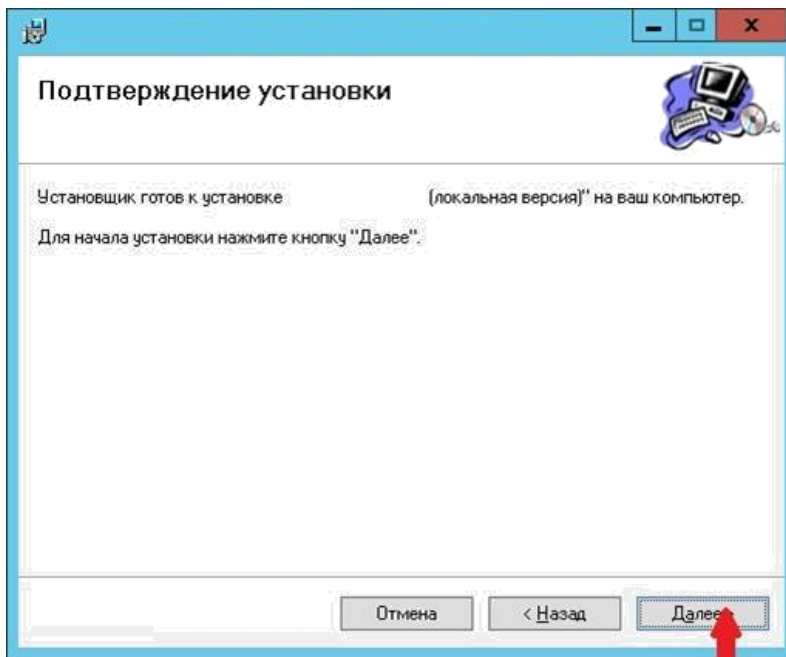 Подтверждение установки
Установщик готов к установке (локальная версия)" на ваш компьютер.
Для начала установки нажмите кнопку "Далее".
Отмена
< Назад
Далее >